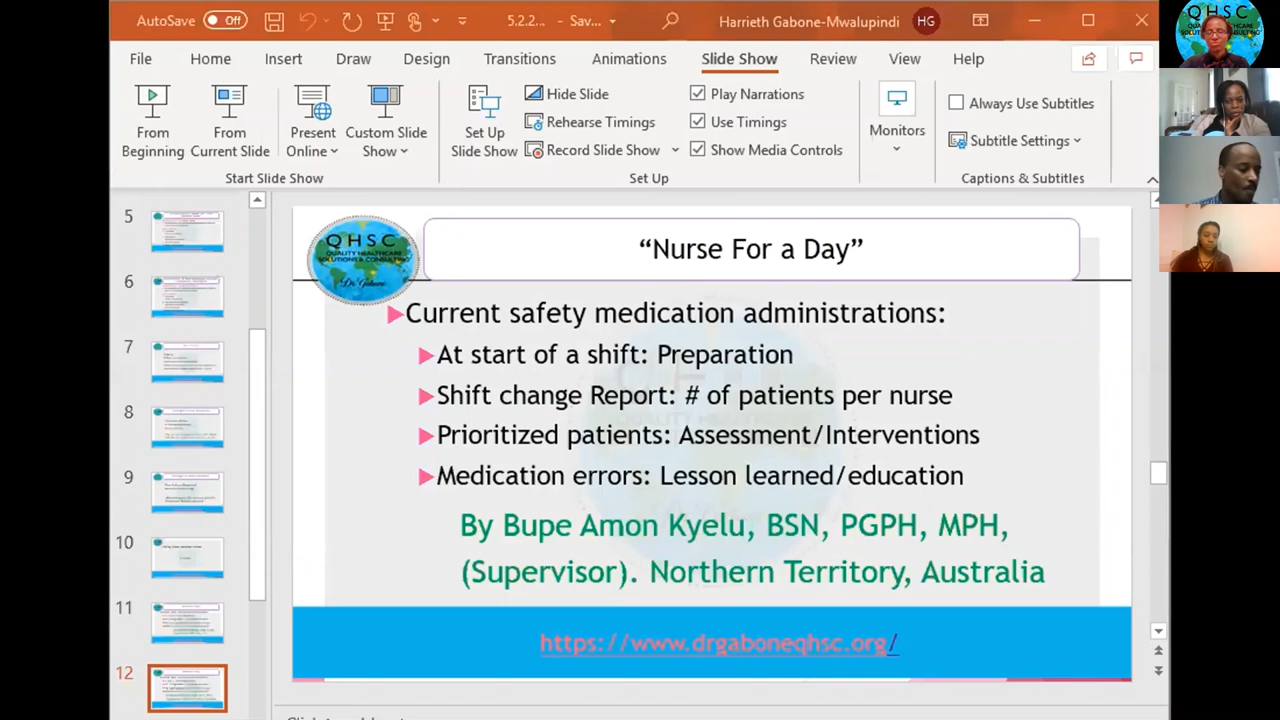 AutoSave Off 5.2.2... - Sav... Harrieth Gabone-Mwalupindi HG
File Home Insert Draw Design Transitions Animations Slide Show Review View Help
From Beginning
From Current Slide
Present Online
Custom Slide Show
Start Slide Show
Set Up Slide Show
Hide Slide
Rehearse Timings
Record Slide Show
Play Narrations
Use Timings
Show Media Controls
Set Up
Monitors
Always Use Subtitles
Subtitle Settings
Captions & Subtitles
5
6
7
8
9
10
11
12
QHSC
QUALITY HEALTHCARE
SOLUTIONS & CONSULTING
Dr. Gabone
“Nurse For a Day”
Current safety medication administrations:
At start of a shift: Preparation
Shift change Report: # of patients per nurse
Prioritized patients: Assessment/Interventions
Medication errors: Lesson learned/education
By Bupe Amon Kyelu, BSN, PGPH, MPH,
(Supervisor). Northern Territory, Australia
https://www.drgaboneqhsc.org/
QHSC